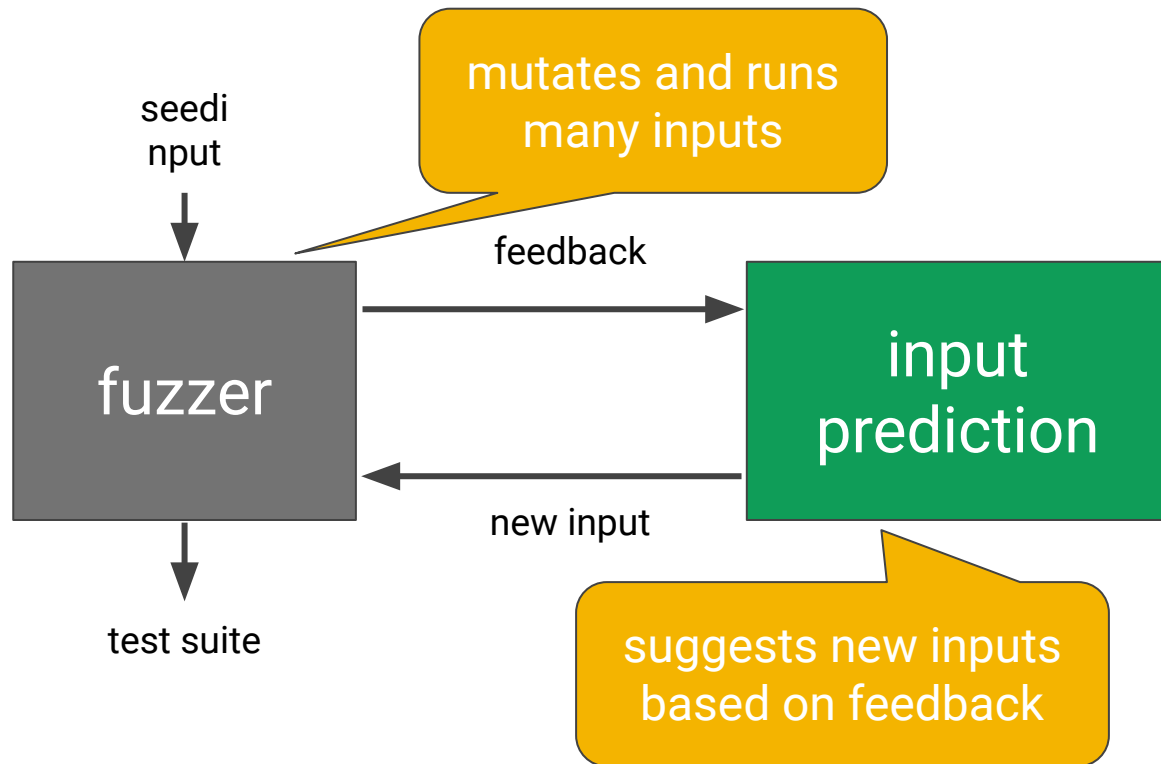 mutates and runs
many inputs
seedi
nput
feedback
fuzzer
input
prediction
new input
test suite
suggests new inputs
based on feedback